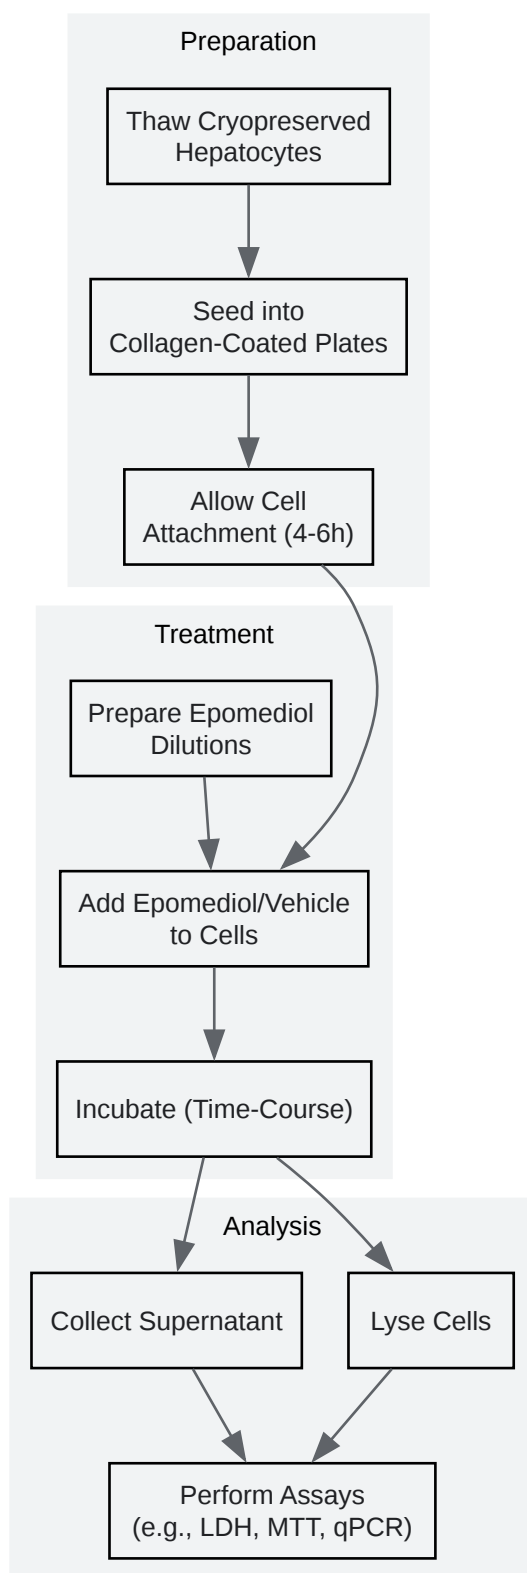 Preparation
Thaw Cryopreserved
Hepatocytes
Seed into
Collagen-Coated Plates
Allow Cell
Attachment (4-6h)
Treatment
Prepare Epomediol
Dilutions
Add Epomediol/Vehicle
to Cells
Incubate (Time-Course)
Analysis
Collect Supernatant
Lyse Cells
Perform Assays
(e.g., LDH, MTT, qPCR)